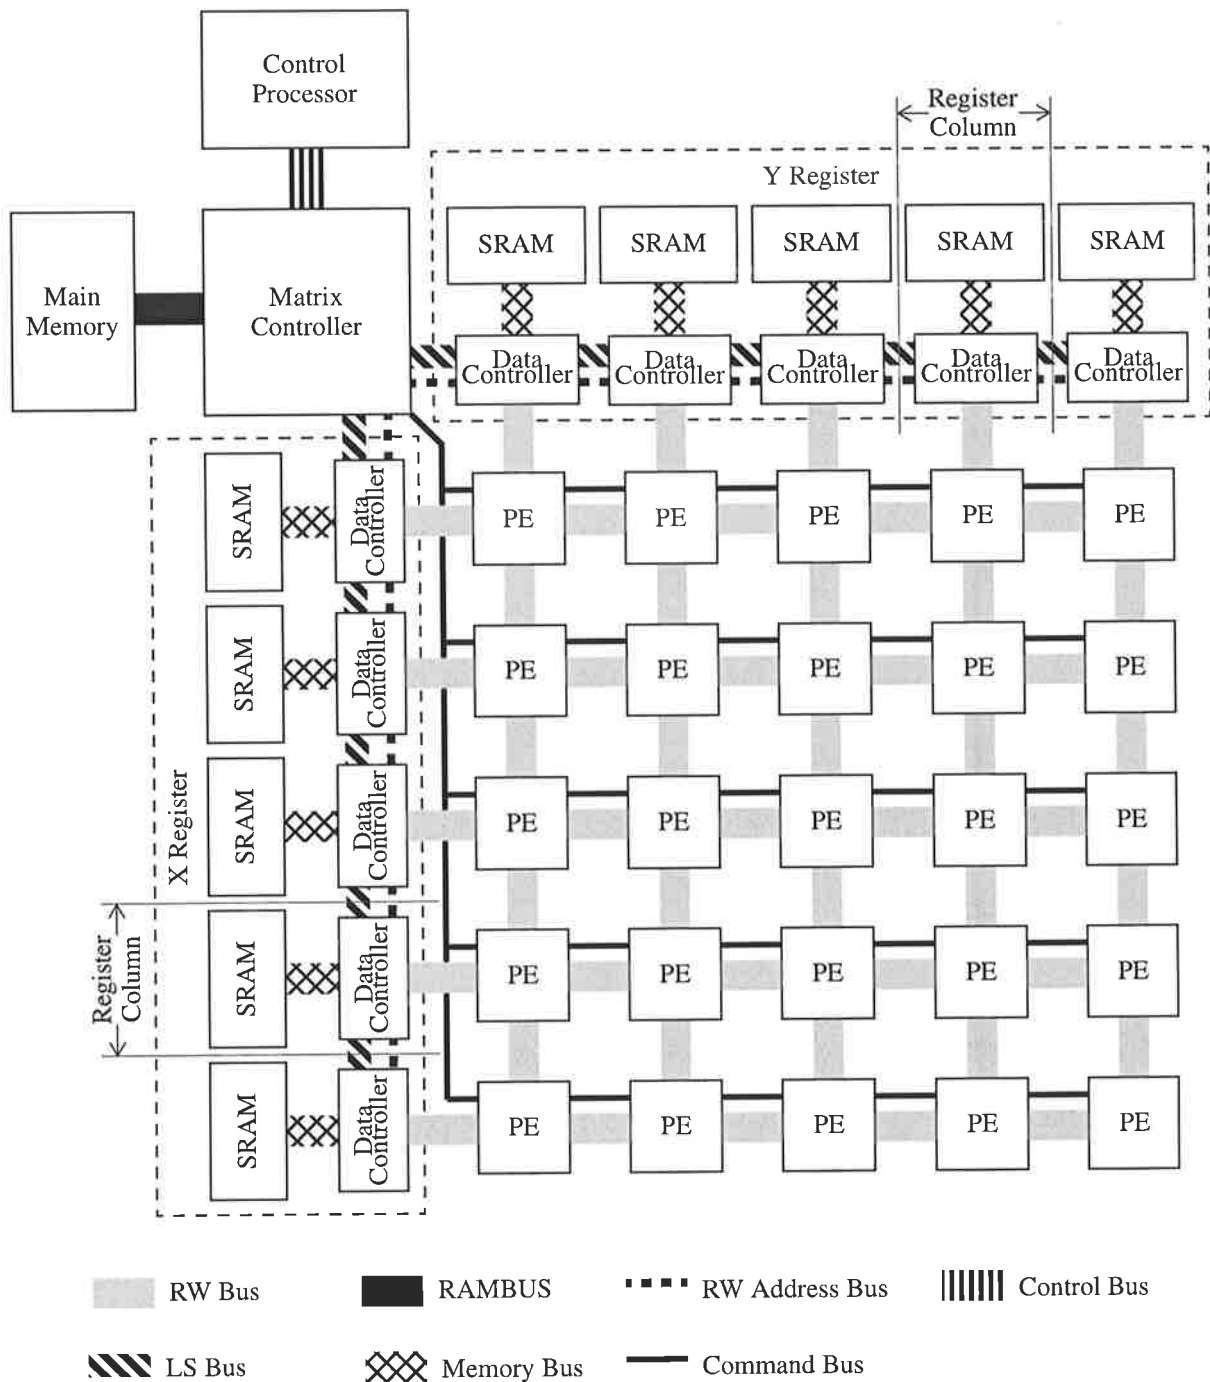 Control
Processor
Register
Column
Y Register
SRAM
SRAM
SRAM
SRAM
SRAM
Main
Memory
Matrix
Controller
Data
Controller
Data
Controller
Data
Controller
Data
Controller
Data
Controller
X Register
Register
Column
SRAM
Data
Controller
PE
PE
PE
PE
PE
SRAM
Data
Controller
PE
PE
PE
PE
PE
SRAM
Data
Controller
PE
PE
PE
PE
PE
SRAM
Data
Controller
PE
PE
PE
PE
PE
SRAM
Data
Controller
PE
PE
PE
PE
PE
RW Bus
RAMBUS
RW Address Bus
Control Bus
LS Bus
Memory Bus
Command Bus